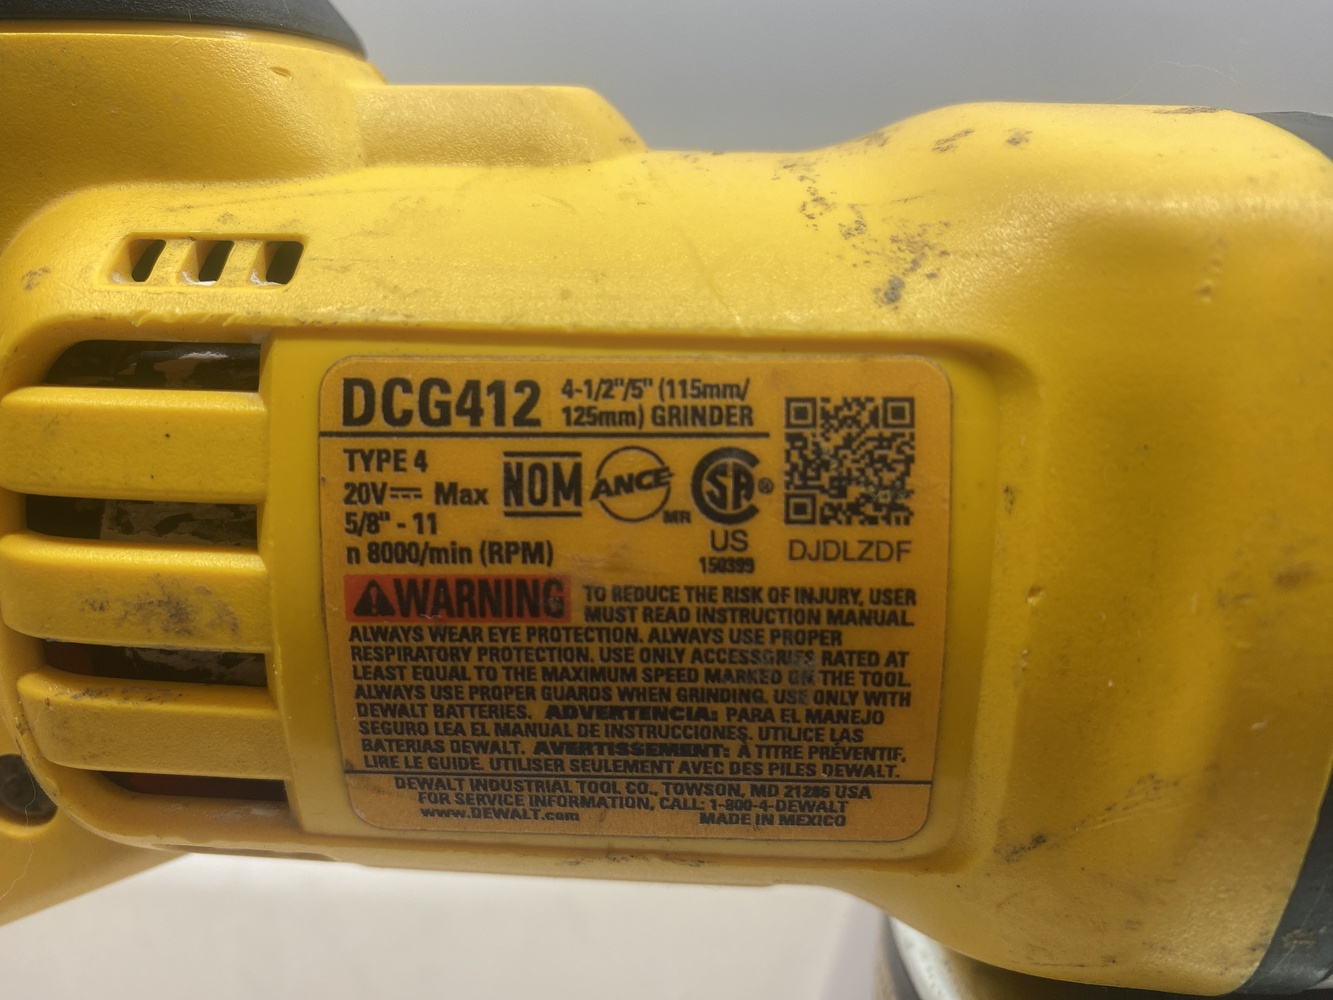 DCG412 4-1/2"/5" (115mm/
125mm) GRINDER
TYPE 4
20V⎓ Max
5/8" - 11
n 8000/min (RPM)
NOM
ANCE
MR
SA®
US
150399
DJDLZDF
WARNING TO REDUCE THE RISK OF INJURY, USER
MUST READ INSTRUCTION MANUAL.
ALWAYS WEAR EYE PROTECTION. ALWAYS USE PROPER
RESPIRATORY PROTECTION. USE ONLY ACCESSORIES RATED AT
LEAST EQUAL TO THE MAXIMUM SPEED MARKED ON THE TOOL.
ALWAYS USE PROPER GUARDS WHEN GRINDING. USE ONLY WITH
DEWALT BATTERIES. ADVERTENCIA: PARA EL MANEJO
SEGURO LEA EL MANUAL DE INSTRUCCIONES. UTILICE LAS
BATERIAS DEWALT. AVERTISSEMENT: À TITRE PRÉVENTIF,
LIRE LE GUIDE. UTILISER SEULEMENT AVEC DES PILES DEWALT.
DEWALT INDUSTRIAL TOOL CO., TOWSON, MD 21286 USA
FOR SERVICE INFORMATION, CALL: 1-800-4-DEWALT
www.DEWALT.com MADE IN MEXICO